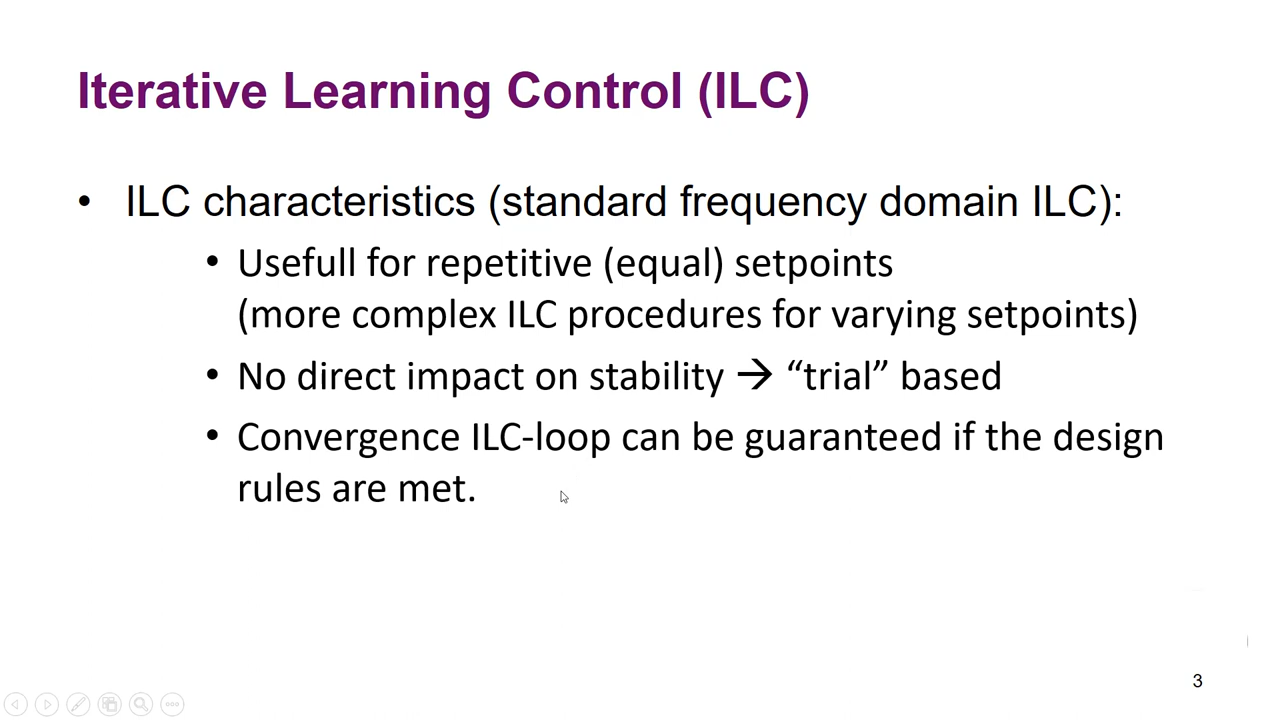 Iterative Learning Control (ILC)
• ILC characteristics (standard frequency domain ILC):
• Usefull for repetitive (equal) setpoints
(more complex ILC procedures for varying setpoints)
• No direct impact on stability → “trial” based
• Convergence ILC-loop can be guaranteed if the design
rules are met.
3